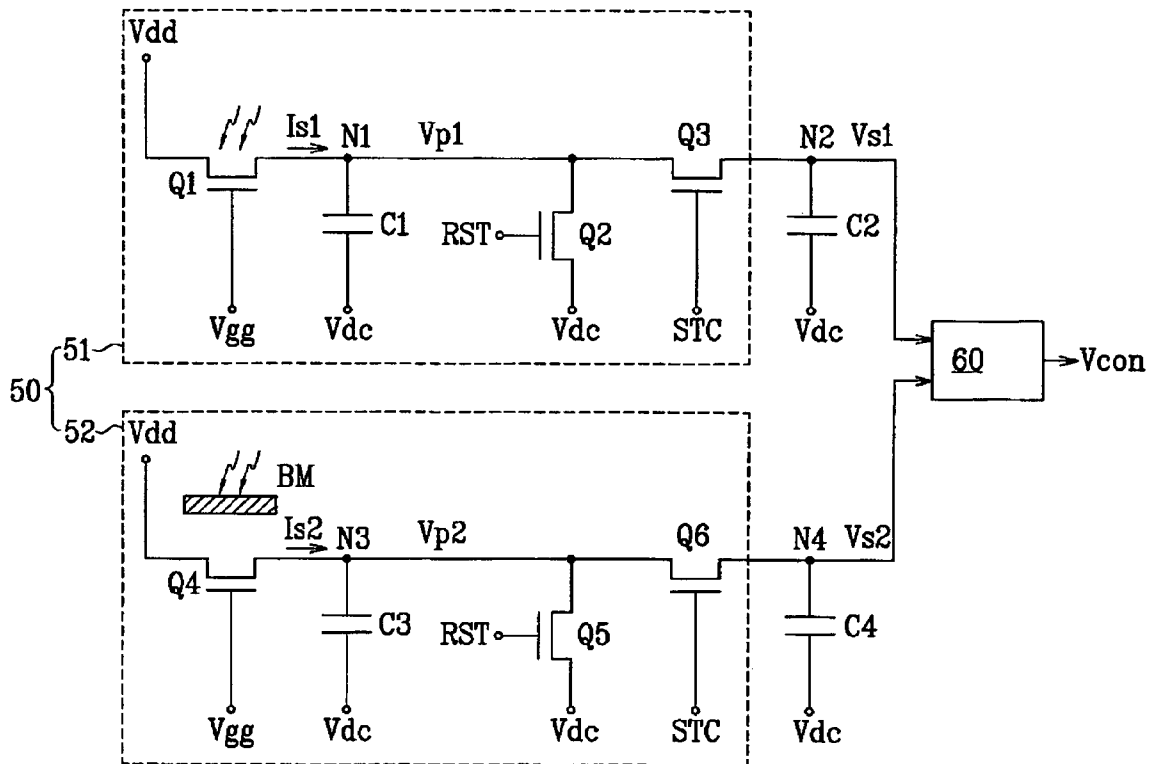 Vdd
Is1 N1 Vp1 Q3 N2 Vs1
Q1 C1 RST Q2 C2
Vgg Vdc Vdc STC Vdc
51
50
52
60 Vcon
Vdd
BM
Is2 N3 Vp2 Q6 N4 Vs2
Q4 C3 RST Q5 C4
Vgg Vdc Vdc STC Vdc